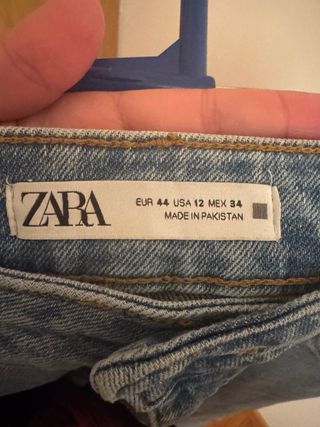 ZARA
EUR 44 USA 12 MEX 34
MADE IN PAKISTAN